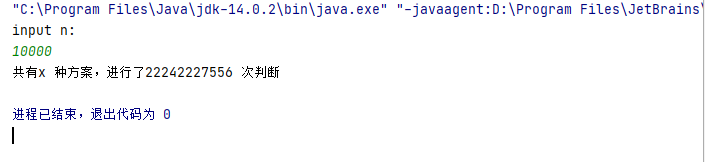 "C:\Program Files\Java\jdk-14.0.2\bin\java.exe" "-javaagent:D:\Program Files\JetBrains\
input n:
10000
共有x 种方案，进行了22242227556 次判断
进程已结束，退出代码为 0